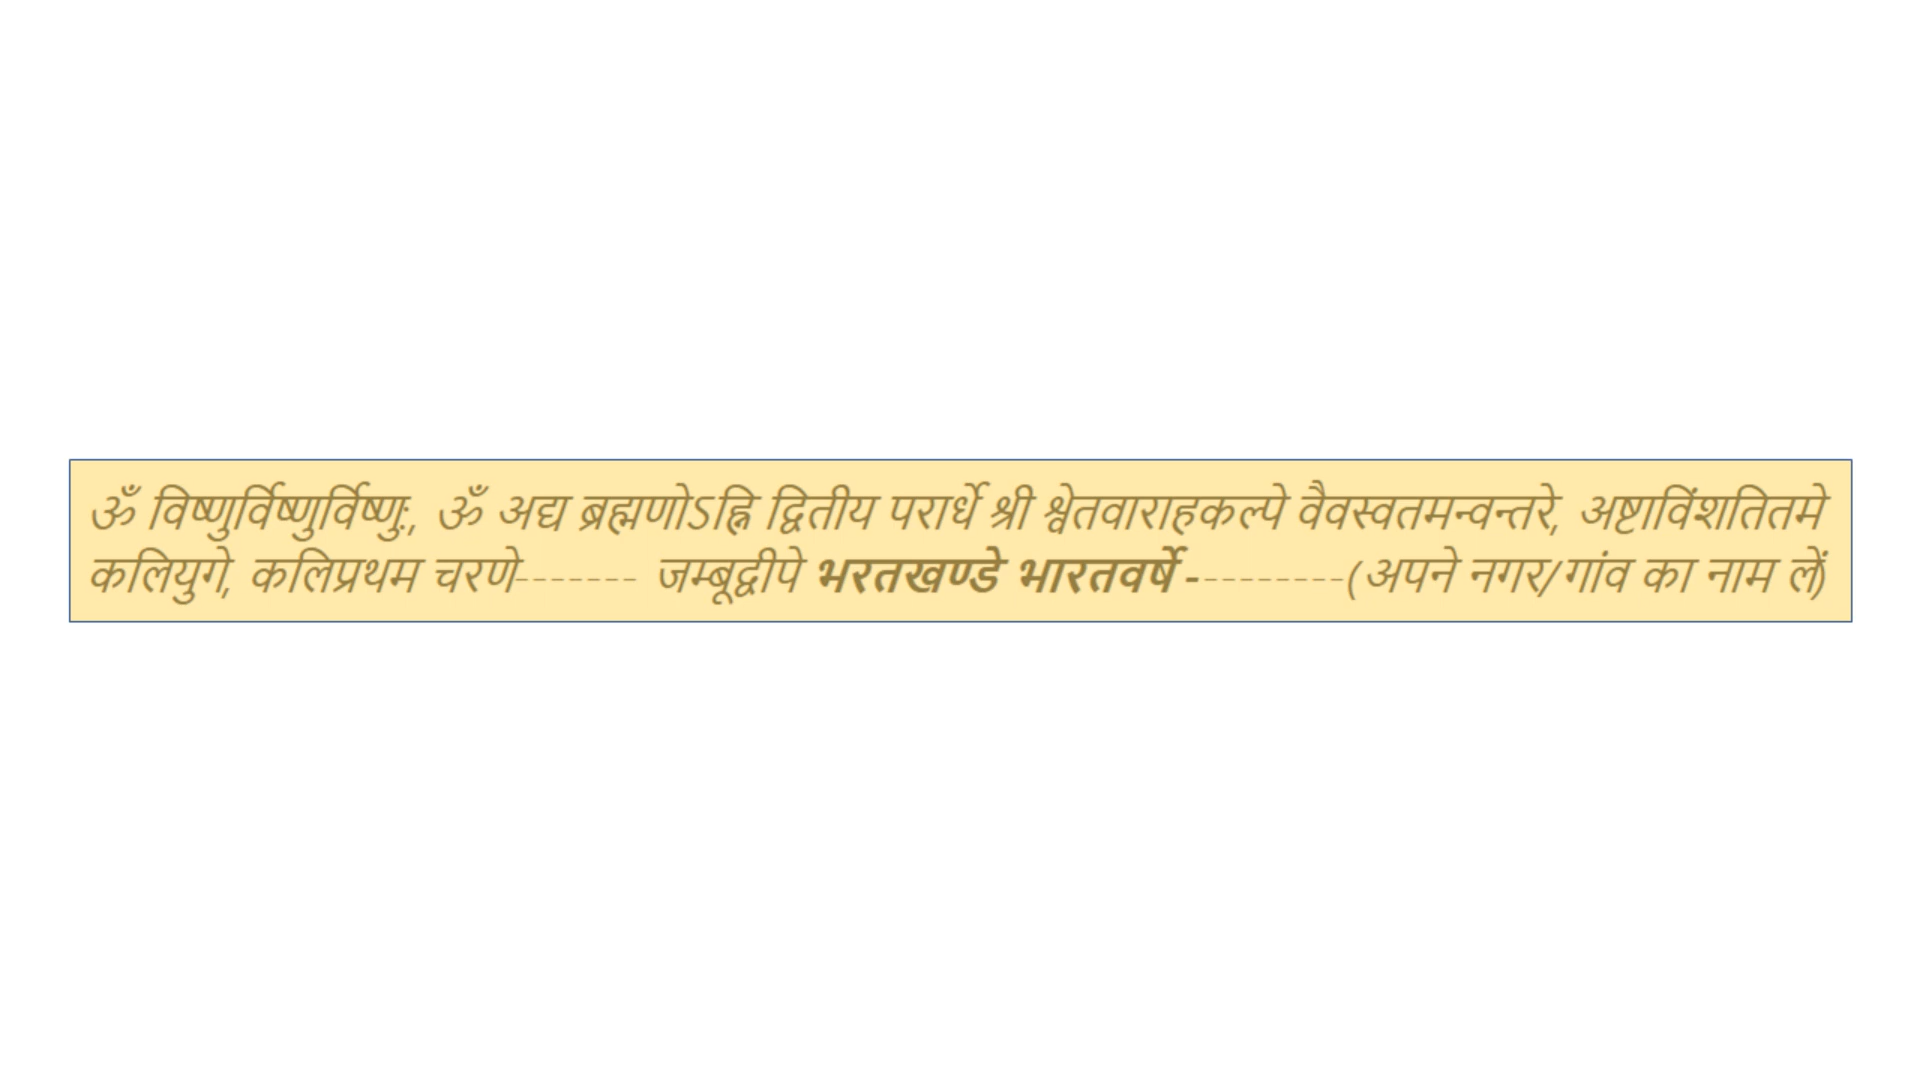 ॐ विष्णुर्विष्णुर्विष्णुः, ॐ अद्य ब्रह्मणोऽह्नि द्वितीय परार्धे श्री श्वेतवाराहकल्पे वैवस्वतमन्वन्तरे, अष्टाविंशतितमे
कलियुगे, कलिप्रथम चरणे------- जम्बूद्वीपे भरतखण्डे भारतवर्षे ---------(अपने नगर/गांव का नाम लें)